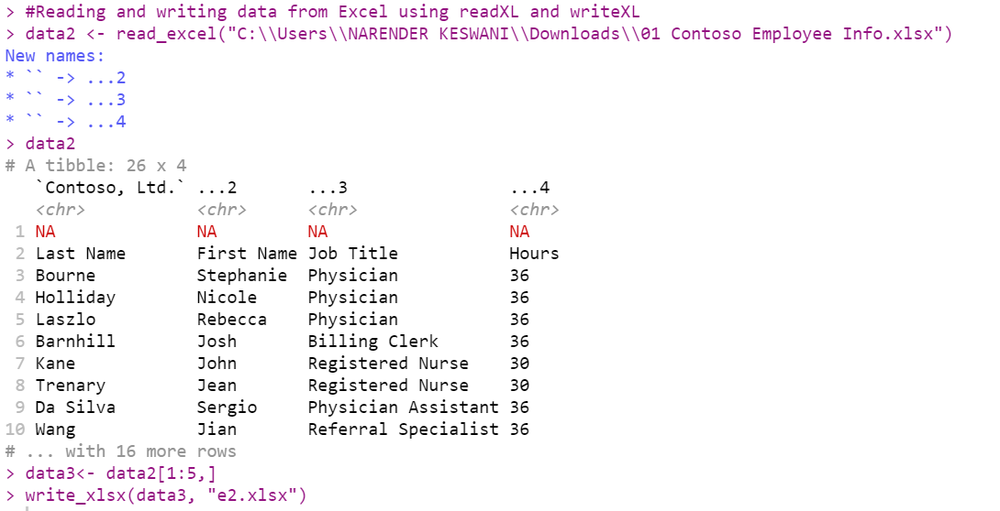 > #Reading and writing data from Excel using readXL and writeXL
> data2 <- read_excel("C:\\Users\\NARENDER KESWANI\\Downloads\\01 Contoso Employee Info.xlsx")
New names:
* `` -> ...2
* `` -> ...3
* `` -> ...4
> data2
# A tibble: 26 x 4
   `Contoso, Ltd.` ...2       ...3                ...4
   <chr>           <chr>      <chr>               <chr>
 1 NA              NA         NA                  NA
 2 Last Name       First Name Job Title           Hours
 3 Bourne          Stephanie  Physician           36
 4 Holliday        Nicole     Physician           36
 5 Laszlo          Rebecca    Physician           36
 6 Barnhill        Josh       Billing Clerk       36
 7 Kane            John       Registered Nurse    30
 8 Trenary         Jean       Registered Nurse    30
 9 Da Silva        Sergio     Physician Assistant 36
10 Wang            Jian       Referral Specialist 36
# ... with 16 more rows
> data3<- data2[1:5,]
> write_xlsx(data3, "e2.xlsx")